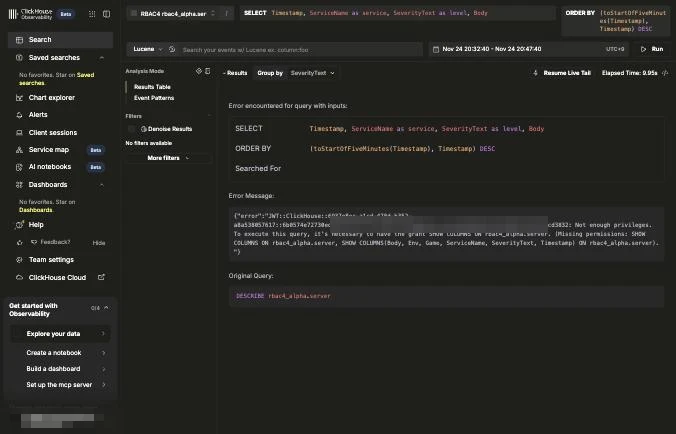 ClickHouse
Observability
Beta
Search
Saved searches
No favorites. Star on Saved
searches.
Chart explorer
Alerts
Client sessions
Service map Beta
AI notebooks Beta
Dashboards
No favorites. Star on
Dashboards.
Help
Feedback? Hide
Team settings
ClickHouse Cloud
Get started with
Observability 0/4
Explore your data
Create a notebook
Build a dashboard
Set up the mcp server
RBAC4 rbac4_alpha.ser
SELECT Timestamp, ServiceName as service, SeverityText as level, Body
ORDER BY (toStartOfFiveMinut
es(Timestamp),
Timestamp) DESC
Lucene
Search your events w/ Lucene ex. column:foo
Nov 24 20:32:40 - Nov 24 20:47:40 UTC+9
Run
Analysis Mode
Results Table
Event Patterns
Filters
Denoise Results
No filters available
More filters
- Results Group by SeverityText
Resume Live Tail Elapsed Time: 9.95s
Error encountered for query with inputs:
SELECT Timestamp, ServiceName as service, SeverityText as level, Body
ORDER BY (toStartOfFiveMinutes(Timestamp), Timestamp) DESC
Searched For
Error Message:
{"error":"JWT::ClickHouse::
cd3832: Not enough privileges.
To execute this query, it's necessary to have the grant SHOW COLUMNS ON rbac4_alpha.server. (Missing permissions: SHOW
COLUMNS ON rbac4_alpha.server, SHOW COLUMNS(Body, Env, Game, ServiceName, SeverityText, Timestamp) ON rbac4_alpha.server).
"}
Original Query:
DESCRIBE rbac4_alpha.server